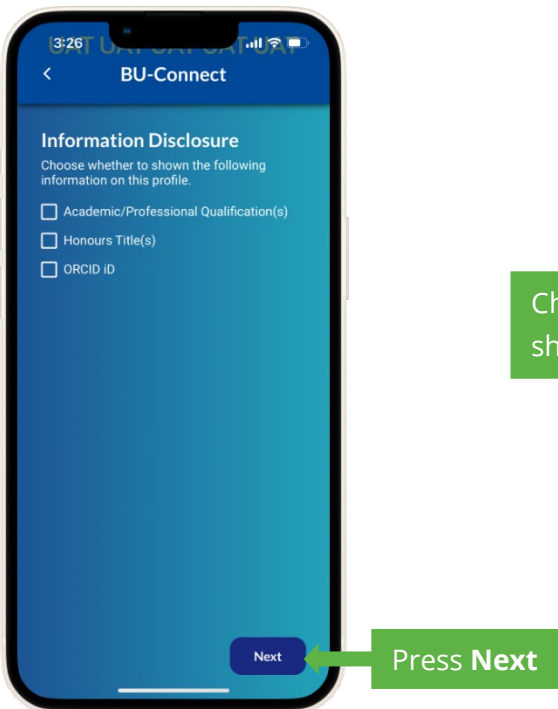 3:26
UAT UAT UAT UAT UAT
BU-Connect
Information Disclosure
Choose whether to shown the following
information on this profile.
Academic/Professional Qualification(s)
Honours Title(s)
ORCID iD
Next
Press Next